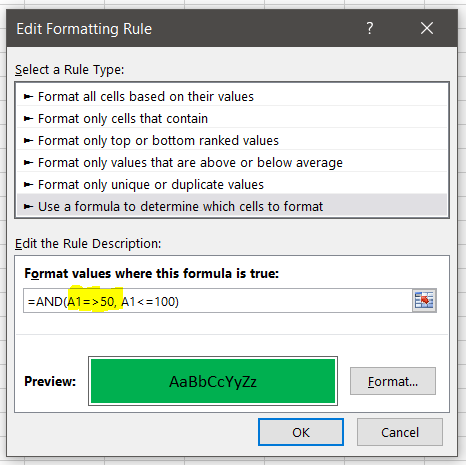 Edit Formatting Rule ? ×
Select a Rule Type:
► Format all cells based on their values
► Format only cells that contain
► Format only top or bottom ranked values
► Format only values that are above or below average
► Format only unique or duplicate values
► Use a formula to determine which cells to format
Edit the Rule Description:
Format values where this formula is true:
=AND(A1=>50, A1<=100)
Preview: AaBbCcYyZz Format...
OK Cancel